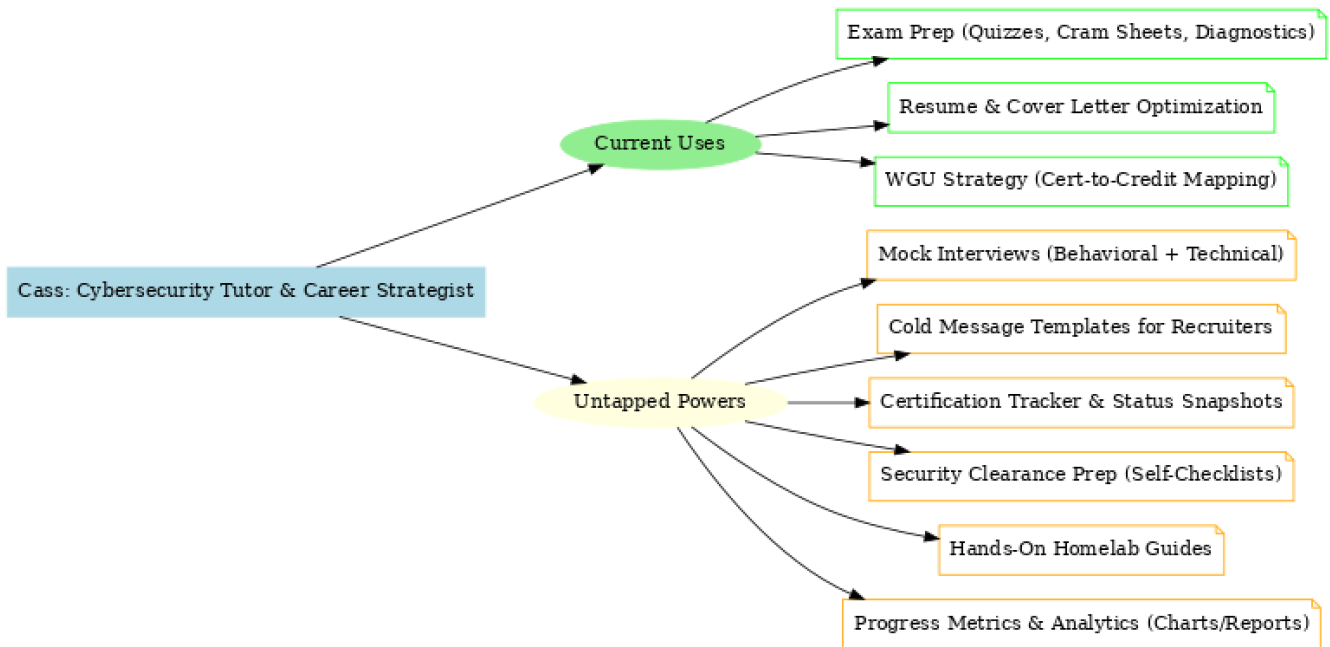 Exam Prep (Quizzes, Cram Sheets, Diagnostics)
Resume & Cover Letter Optimization
Current Uses
WGU Strategy (Cert-to-Credit Mapping)
Mock Interviews (Behavioral + Technical)
Cass: Cybersecurity Tutor & Career Strategist
Cold Message Templates for Recruiters
Untapped Powers
Certification Tracker & Status Snapshots
Security Clearance Prep (Self-Checklists)
Hands-On Homelab Guides
Progress Metrics & Analytics (Charts/Reports)